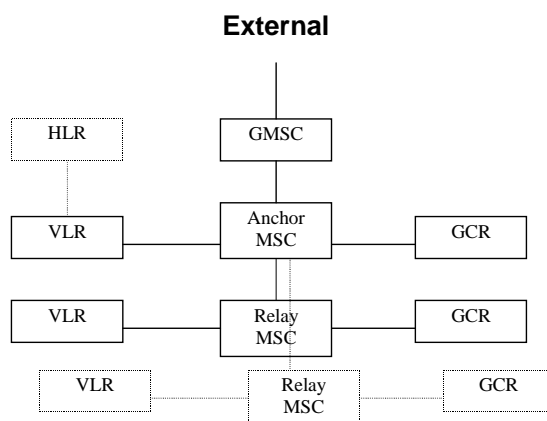 External
HLR
GMSC
VLR
Anchor
MSC
GCR
VLR
Relay
MSC
GCR
VLR
Relay
MSC
GCR